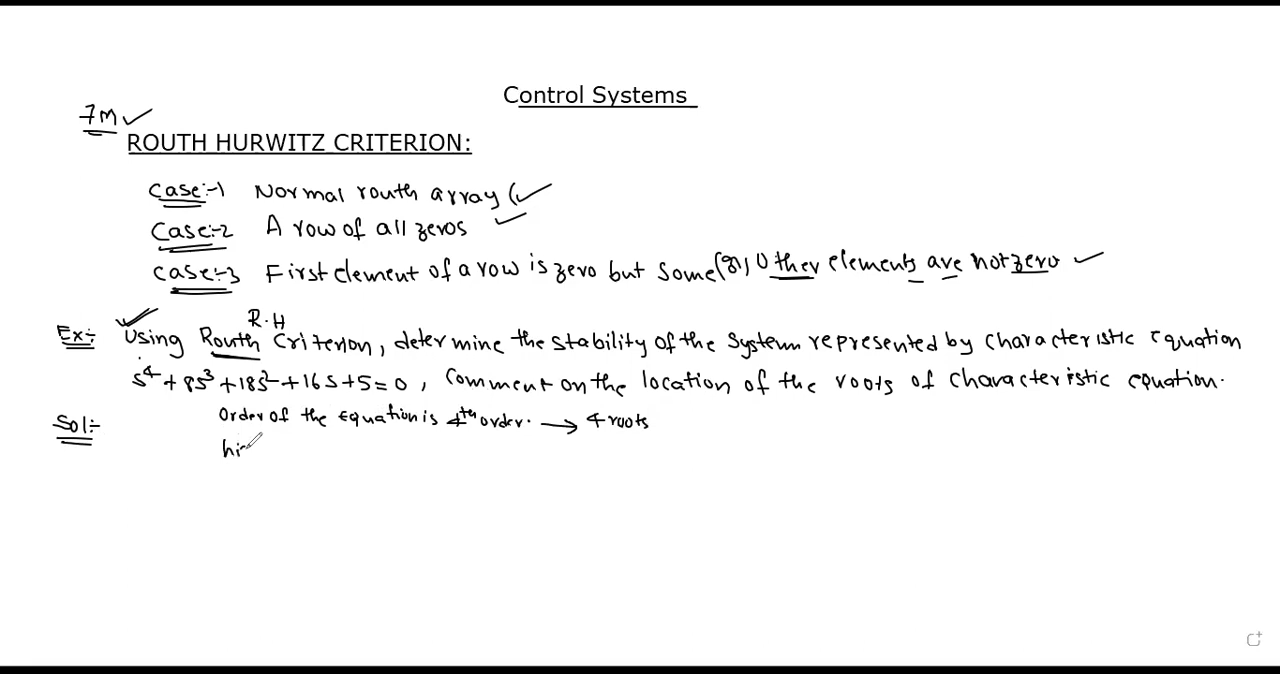 Control Systems
7M
ROUTH HURWITZ CRITERION:
Case:-1 Normal routh array (
Case:-2 A row of all zeros
Case:-3 First element of a row is zero but some (or) Other elements are not zero
R.H
Ex:- Using Routh Criterion, determine the stability of the system represented by characteristic Equation
s⁴+8s³+18s²+16s+5=0, Comment on the location of the roots of characteristic equation.
Sol:- Order of the Equation is 4th order. → 4 roots
hi